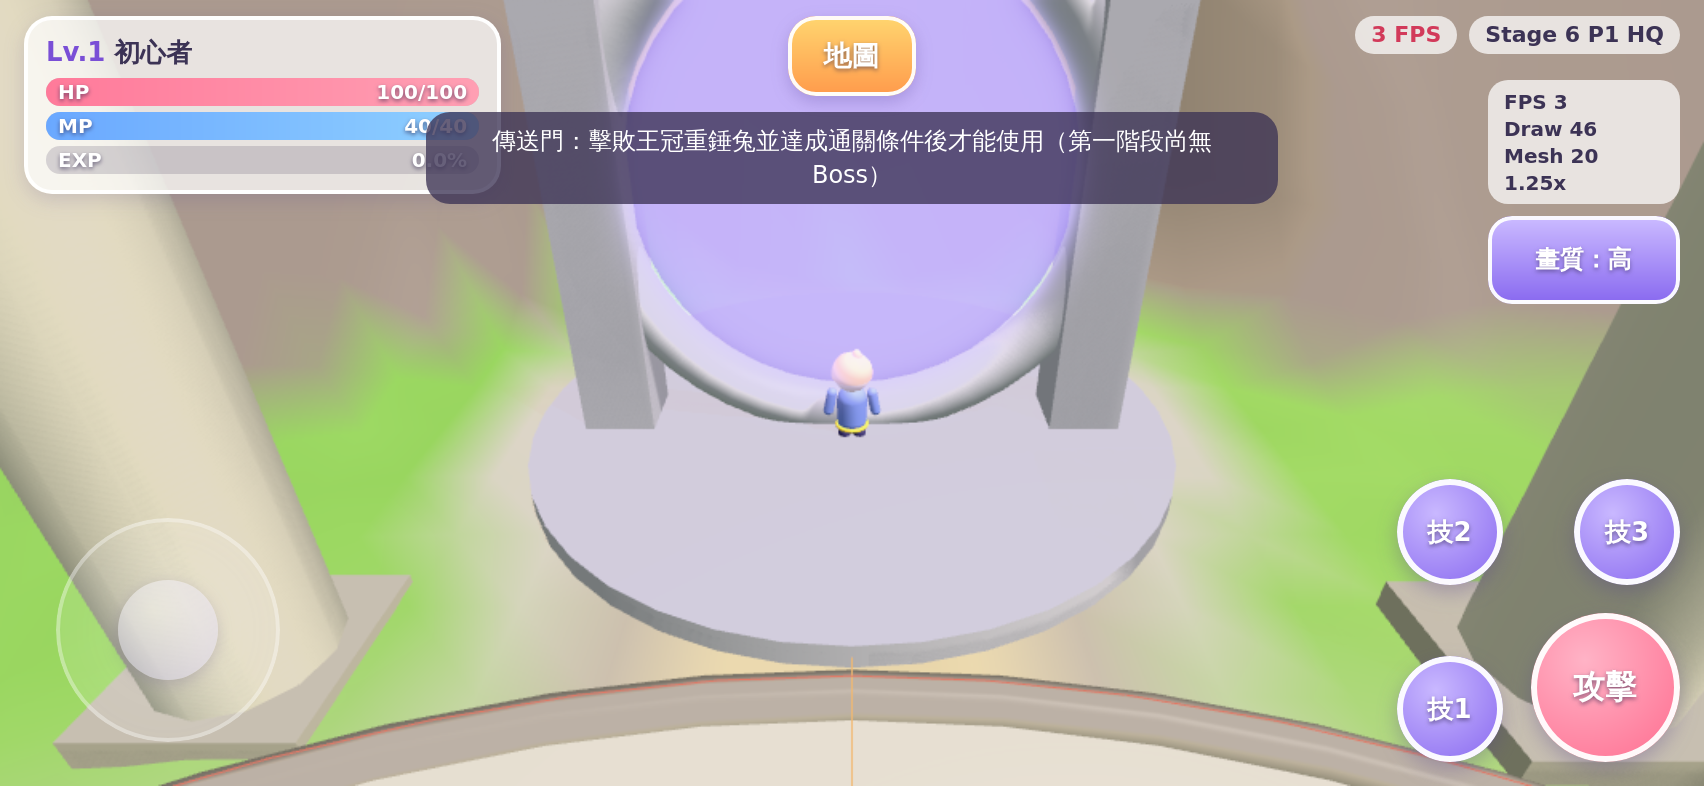 Lv.1 初心者
HP 100/100
MP 40/40
EXP 0.0%
地圖
傳送門：擊敗王冠重錘兔並達成通關條件後才能使用（第一階段尚無
Boss）
3 FPS
Stage 6 P1 HQ
FPS 3
Draw 46
Mesh 20
1.25x
畫質：高
技2
技3
技1
攻擊